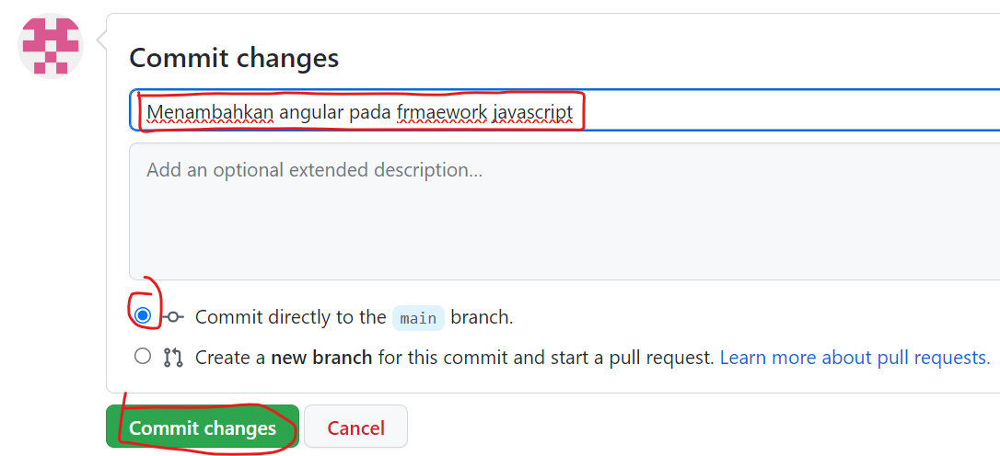 Commit changes
Menambahkan angular pada frmaework javascript
Add an optional extended description...
Commit directly to the main branch.
Create a new branch for this commit and start a pull request. Learn more about pull requests.
Commit changes Cancel